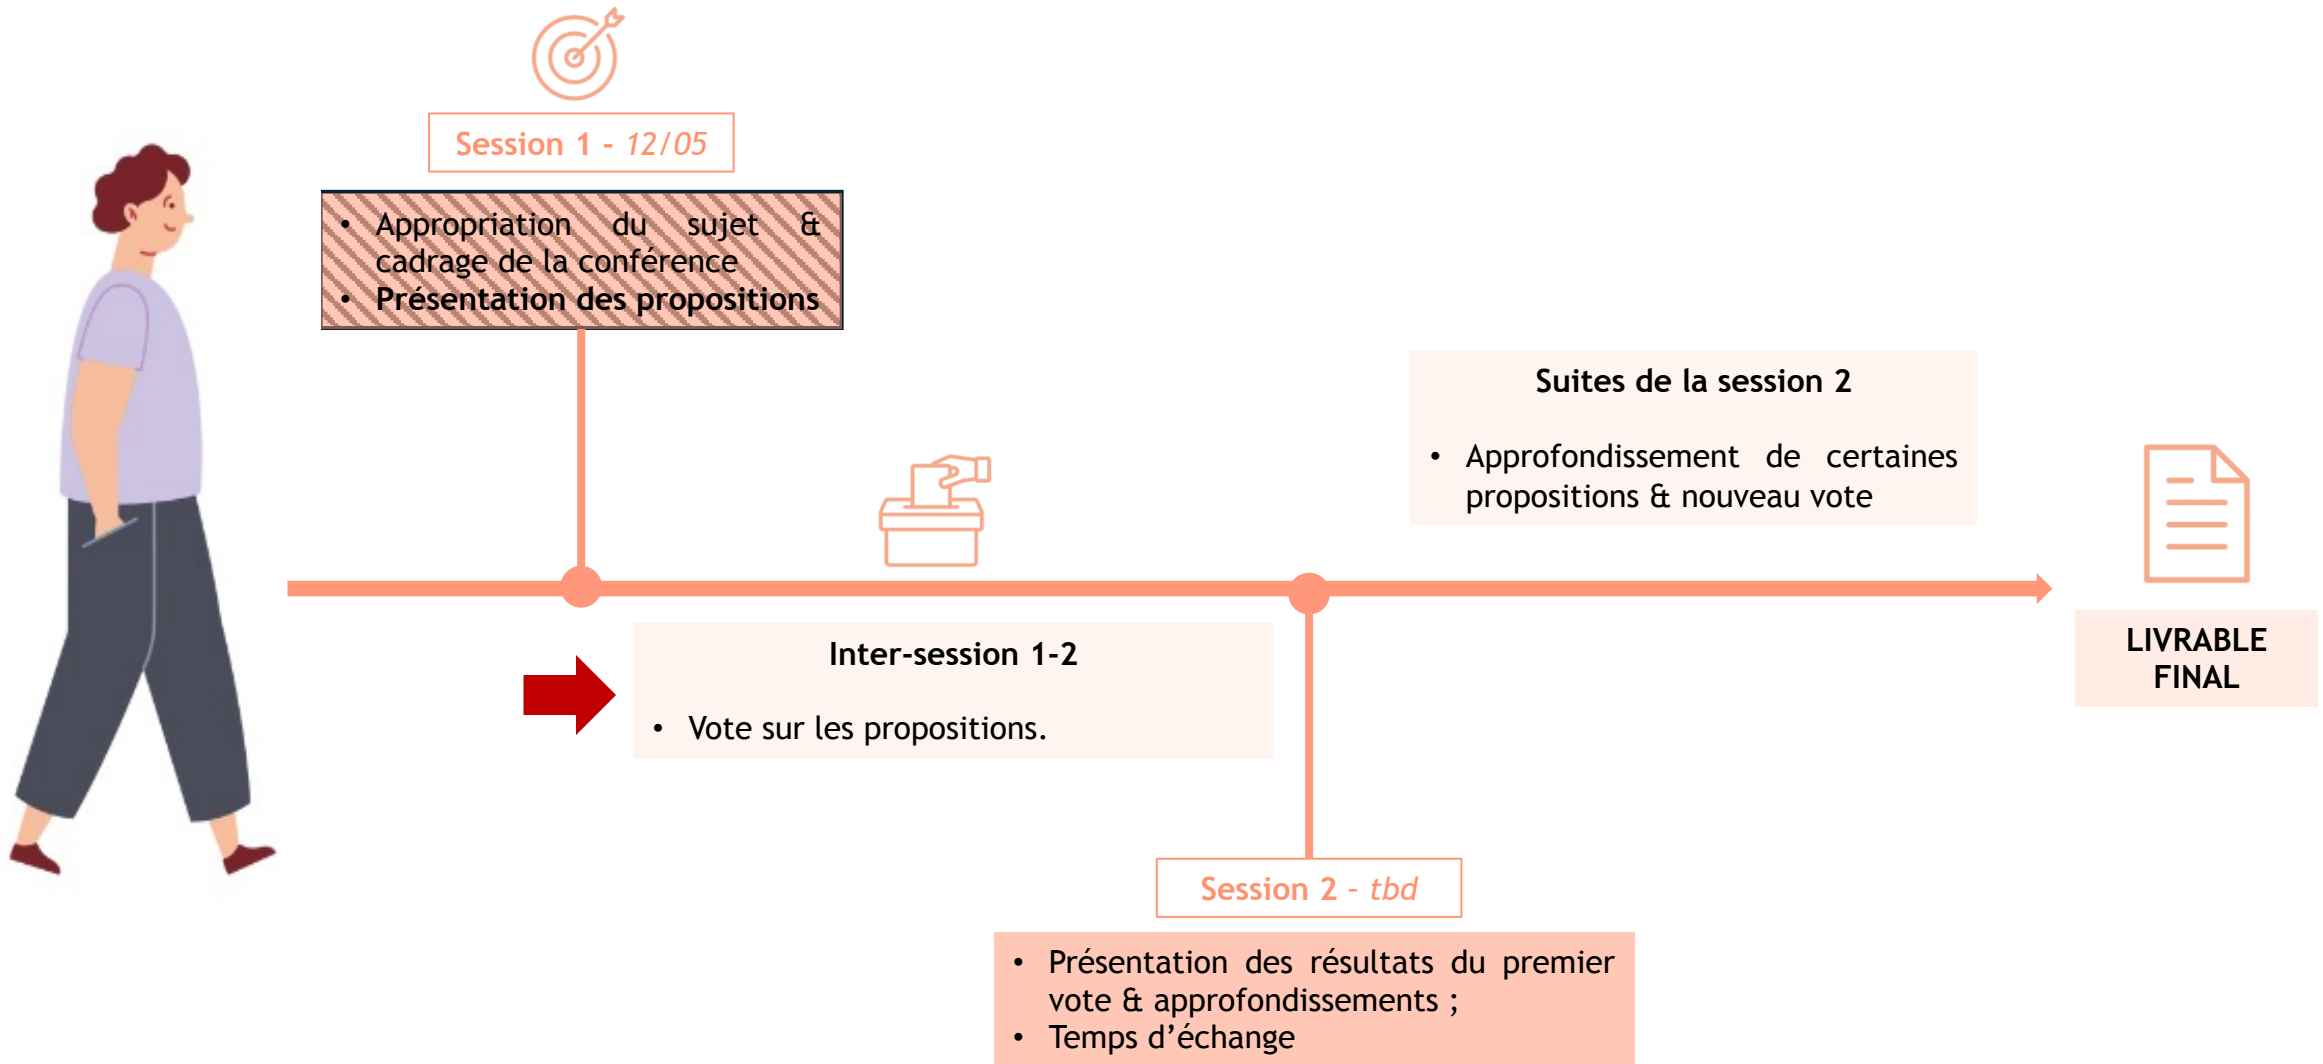 Session 1 - 12/05
• Appropriation du sujet &
cadrage de la conférence
• Présentation des propositions
Suites de la session 2
• Approfondissement de certaines
propositions & nouveau vote
Inter-session 1-2
• Vote sur les propositions.
LIVRABLE
FINAL
Session 2 – tbd
• Présentation des résultats du premier
vote & approfondissements ;
• Temps d’échange